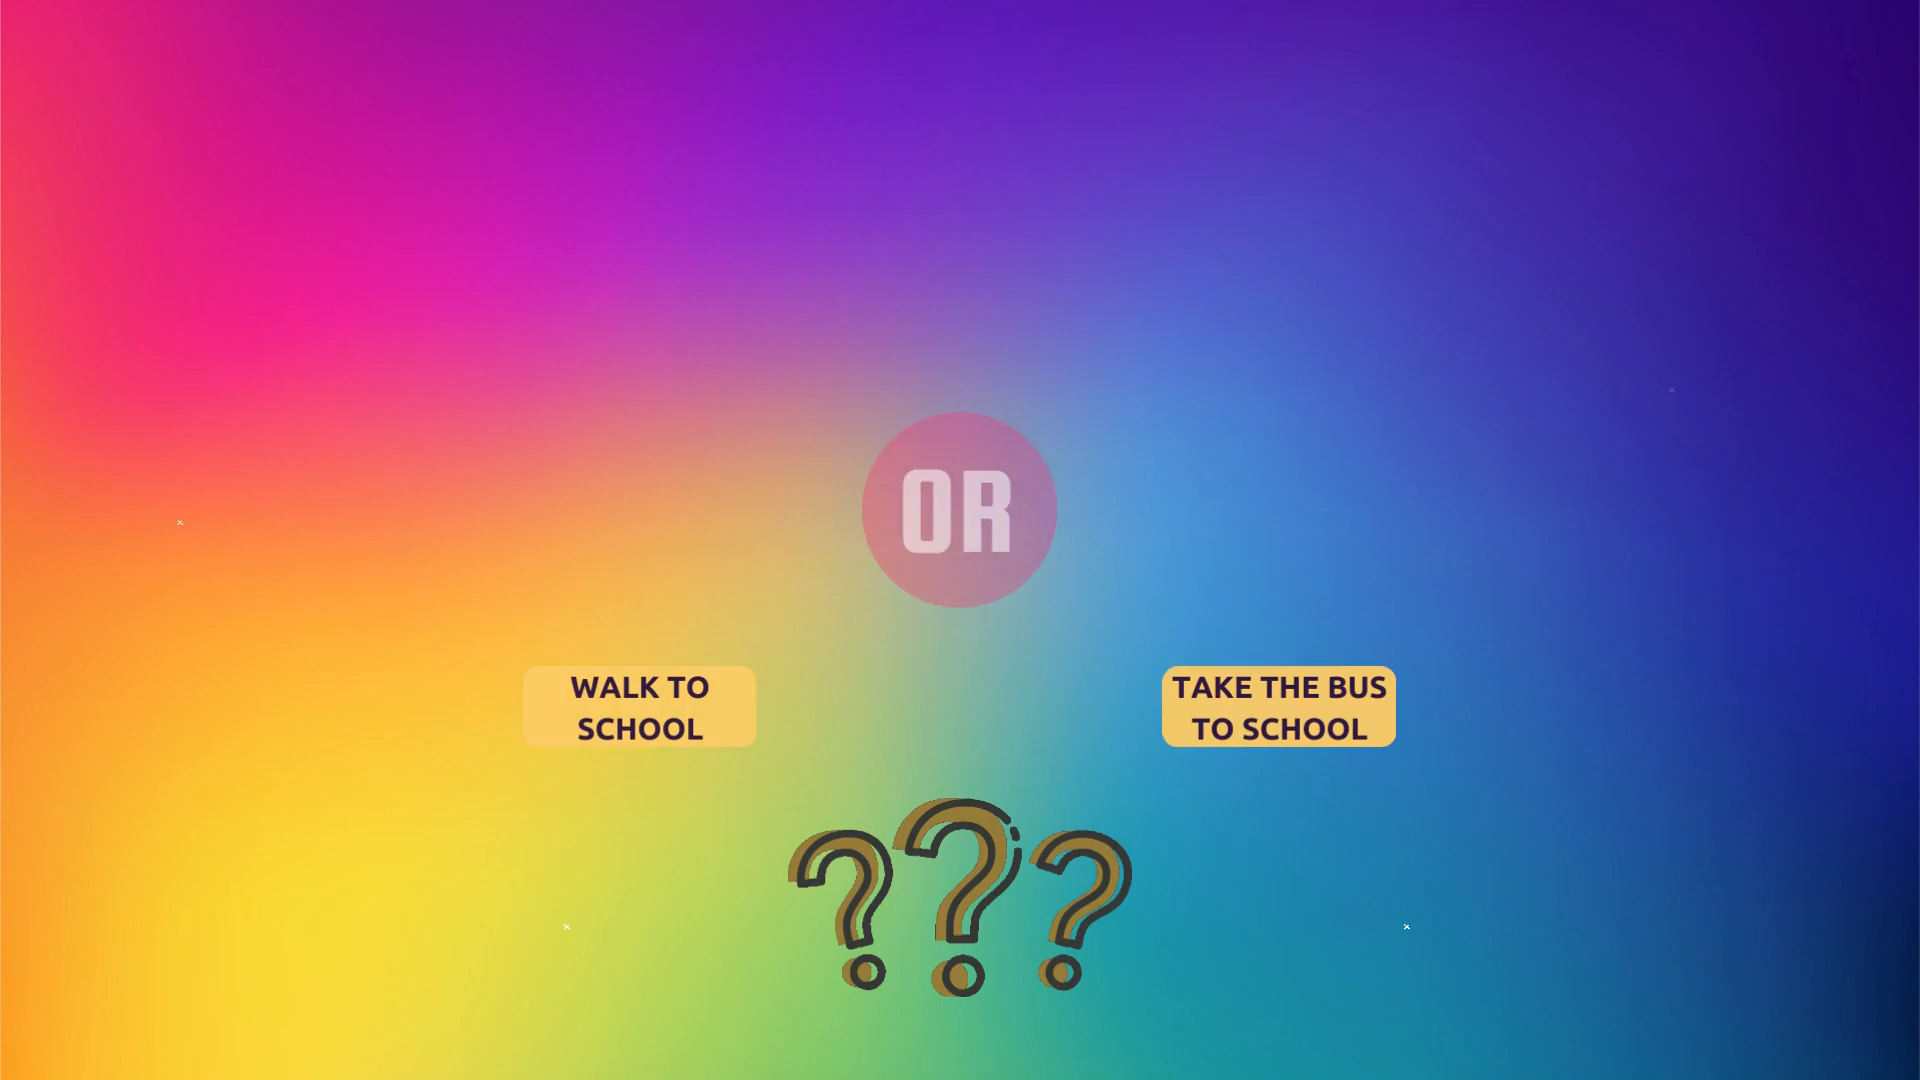 OR
WALK TO
SCHOOL
TAKE THE BUS
TO SCHOOL
???